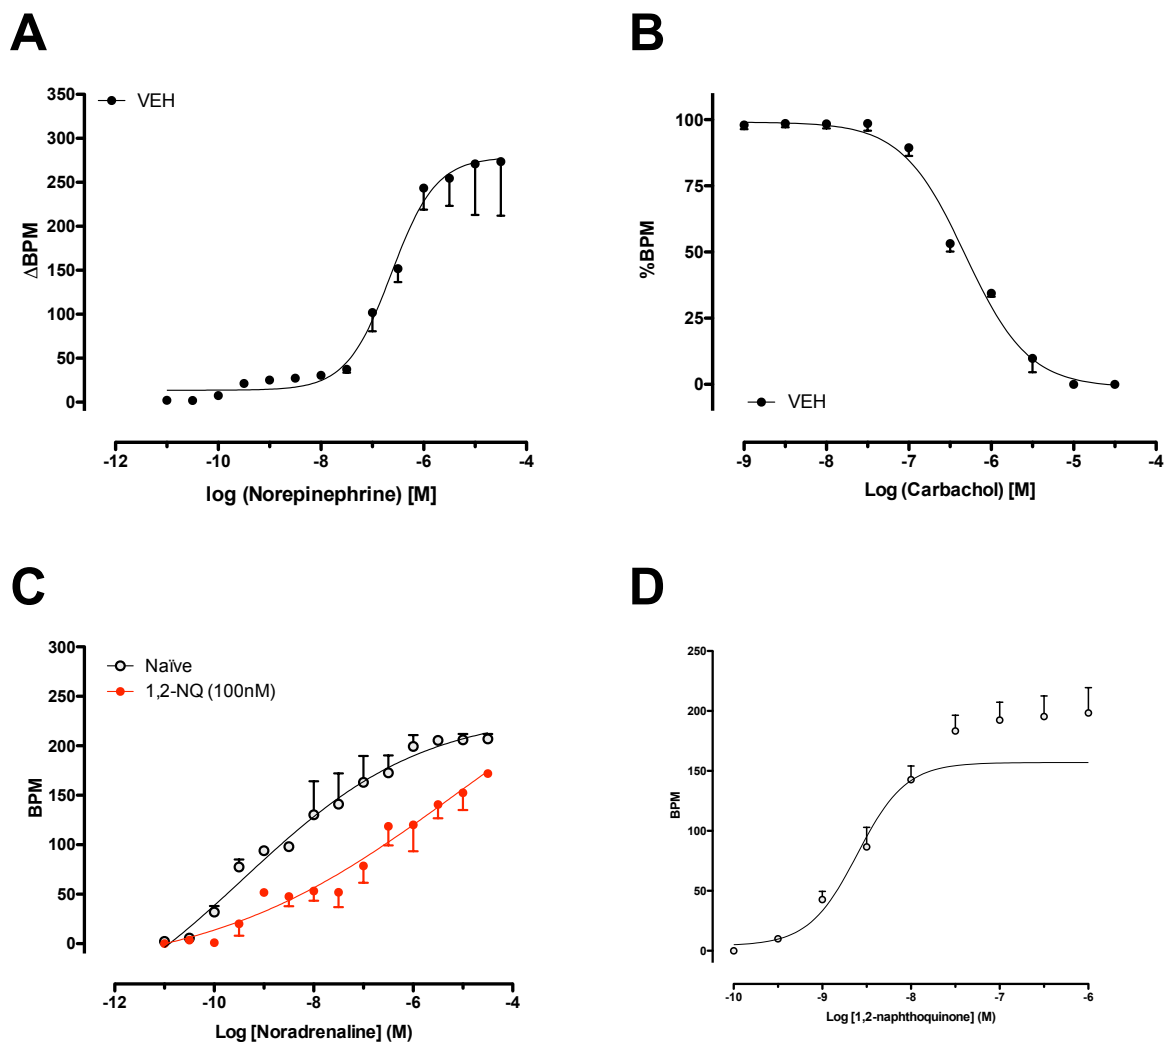 A
350
300
250
200
150
100
50
0
ΔBPM
VEH
-12
-10
-8
-6
-4
log (Norepinephrine) [M]
B
100
75
50
25
0
%BPM
VEH
-9
-8
-7
-6
-5
-4
Log (Carbachol) [M]
C
300
250
200
150
100
50
0
BPM
Naïve
1,2-NQ (100nM)
-12
-10
-8
-6
-4
Log [Noradrenaline] (M)
D
250
200
150
100
50
0
BPM
-10
-9
-8
-7
-6
Log [1,2-naphthoquinone] (M)